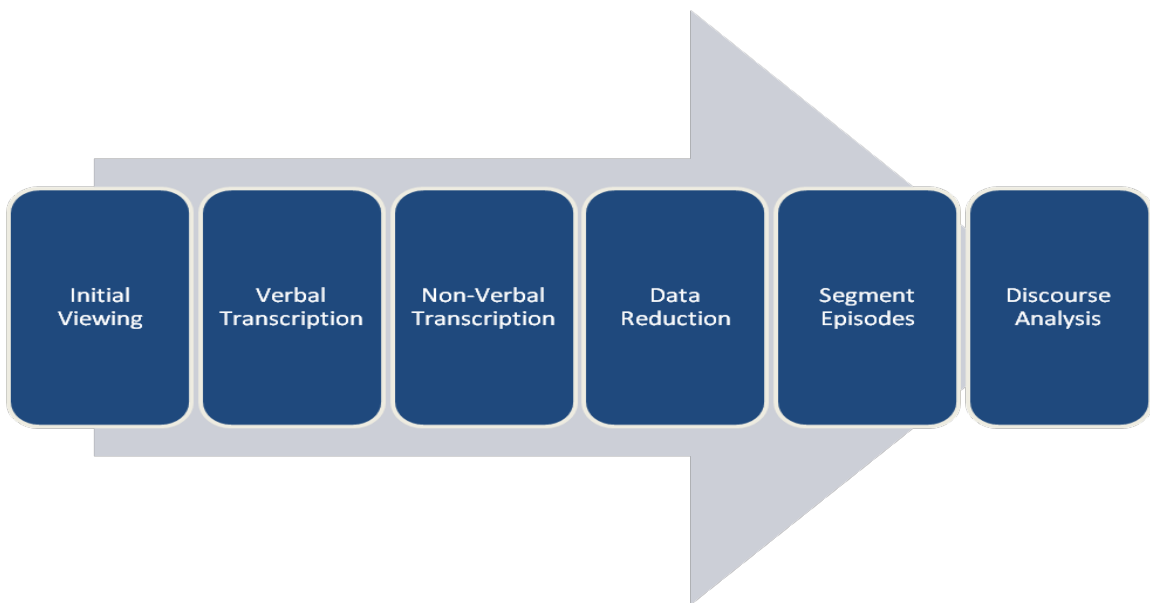 Initial
Viewing
Verbal
Transcription
Non-Verbal
Transcription
Data
Reduction
Segment
Episodes
Discourse
Analysis